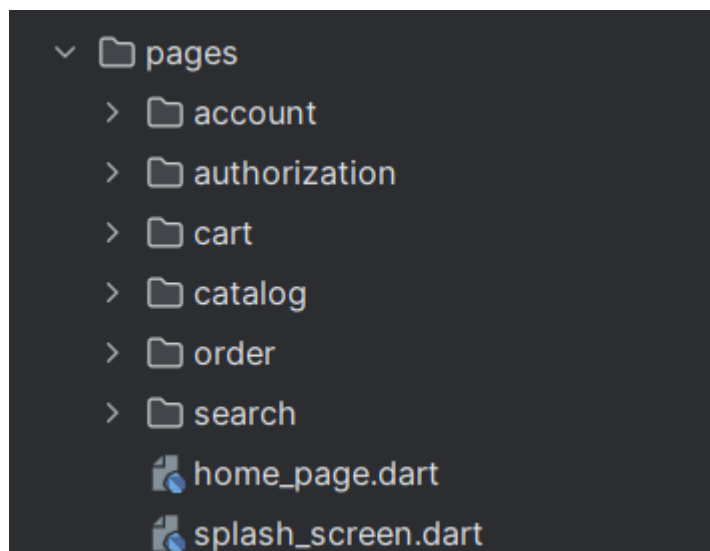 pages
account
authorization
cart
catalog
order
search
home_page.dart
splash_screen.dart